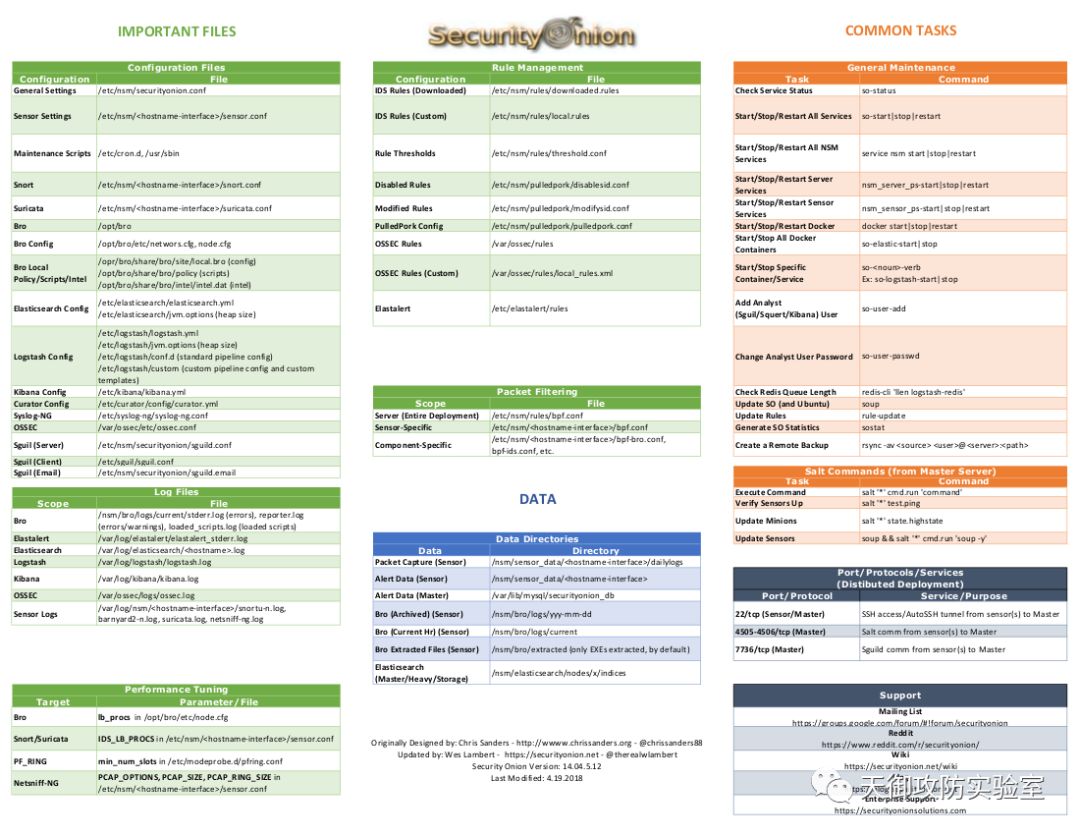 IMPORTANT FILES
Configuration Files
Configuration File
General Settings /etc/nsm/securityonion.conf
Sensor Settings /etc/nsm/<hostname-interface>/sensor.conf
Maintenance Scripts /etc/cron.d, /usr/sbin
Snort /etc/nsm/<hostname-interface>/snort.conf
Suricata /etc/nsm/<hostname-interface>/suricata.conf
Bro /opt/bro
Bro Config /opt/bro/etc/networs.cfg, node.cfg
Bro Local Policy/Scripts/Intel
/opr/bro/share/bro/site/local.bro (config)
/opt/bro/share/bro/policy (scripts)
/opt/bro/share/bro/intel/intel.dat (intel)
Elasticsearch Config
/etc/elasticsearch/elasticsearch.yml
/etc/elasticsearch/jvm.options (heap size)
Logstash Config
/etc/logstash/logstash.yml
/etc/logstash/jvm.options (heap size)
/etc/logstash/conf.d (standard pipeline config)
/etc/logstash/custom (custom pipeline config and custom
templates)
Kibana Config /etc/kibana/kibana.yml
Curator Config /etc/curator/config/curator.yml
Syslog-NG /etc/syslog-ng/syslog-ng.conf
OSSEC /var/ossec/etc/ossec.conf
Sguil (Server) /etc/nsm/securityonion/sguild.conf
Sguil (Client) /etc/sguil/sguil.conf
Sguil (Email) /etc/nsm/securityonion/sguild.email
Log Files
Scope File
Bro
/nsm/bro/logs/current/stderr.log (errors), reporter.log
(errors/warnings), loaded_scripts.log (loaded scripts)
Elastalert /var/log/elastalert/elastalert_stderr.log
Elasticsearch /var/log/elasticsearch/<hostname>.log
Logstash /var/log/logstash/logstash.log
Kibana /var/log/kibana/kibana.log
OSSEC /var/ossec/logs/ossec.log
Sensor Logs
/var/log/nsm/<hostname-interface>/snortu-n.log,
barnyard2-n.log, suricata.log, netsniff-ng.log
Performance Tuning
Target Parameter/File
Bro lb_procs in /opt/bro/etc/node.cfg
Snort/Suricata IDS_LB_PROCS in /etc/nsm/<hostname-interface>/sensor.conf
PF_RING min_num_slots in /etc/modeprobe.d/pfring.conf
Netsniff-NG
PCAP_OPTIONS, PCAP_SIZE, PCAP_RING_SIZE in
/etc/nsm/<hostname-interface>/sensor.conf
Security Onion
Rule Management
Configuration File
IDS Rules (Downloaded) /etc/nsm/rules/downloaded.rules
IDS Rules (Custom) /etc/nsm/rules/local.rules
Rule Thresholds /etc/nsm/rules/threshold.conf
Disabled Rules /etc/nsm/pulledpork/disablesid.conf
Modified Rules /etc/nsm/pulledpork/modifysid.conf
PulledPork Config /etc/nsm/pulledpork/pulledpork.conf
OSSEC Rules /var/ossec/rules
OSSEC Rules (Custom) /var/ossec/rules/local_rules.xml
Elastalert /etc/elastalert/rules
Packet Filtering
Scope File
Server (Entire Deployment) /etc/nsm/rules/bpf.conf
Sensor-Specific /etc/nsm/<hostname-interface>/bpf.conf
Component-Specific
/etc/nsm/<hostname-interface>/bpf-bro.conf,
bpf-ids.conf, etc.
DATA
Data Directories
Data Directory
Packet Capture (Sensor) /nsm/sensor_data/<hostname-interface>/dailylogs
Alert Data (Sensor) /nsm/sensor_data/<hostname-interface>
Alert Data (Master) /var/lib/mysql/securityonion_db
Bro (Archived) (Sensor) /nsm/bro/logs/yyy-mm-dd
Bro (Current Hr) (Sensor) /nsm/bro/logs/current
Bro Extracted Files (Sensor) /nsm/bro/extracted (only EXEs extracted, by default)
Elasticsearch
(Master/Heavy/Storage) /nsm/elasticsearch/nodes/x/indices
Originally Designed by: Chris Sanders - http://wwww.chrissanders.org - @chrissanders88
Updated by: Wes Lambert - https://securityonion.net - @therealwlambert
Security Onion Version: 14.04.5.12
Last Modified: 4.19.2018
COMMON TASKS
General Maintenance
Task Command
Check Service Status so-status
Start/Stop/Restart All Services so-start|stop|restart
Start/Stop/Restart All NSM
Services service nsm start|stop|restart
Start/Stop/Restart Server
Services nsm_server_ps-start|stop|restart
Start/Stop/Restart Sensor
Services nsm_sensor_ps-start|stop|restart
Start/Stop/Restart Docker docker start|stop|restart
Start/Stop All Docker
Containers so-elastic-start|stop
Start/Stop Specific
Container/Service
so-<noun>-verb
Ex: so-logstash-start|stop
Add Analyst
(Sguil/Squert/Kibana) User so-user-add
Change Analyst User Password so-user-passwd
Check Redis Queue Length redis-cli 'llen logstash-redis'
Update SO (and Ubuntu) soup
Update Rules rule-update
Generate SO Statistics sostat
Create a Remote Backup rsync -av <source> <user>@<server>:<path>
Salt Commands (from Master Server)
Task Command
Execute Command salt '*' cmd.run 'command'
Verify Sensors Up salt '*' test.ping
Update Minions salt '*' state.highstate
Update Sensors soup && salt '*' cmd.run 'soup -y'
Port/Protocols/Services
(Distibuted Deployment)
Port/Protocol Service/Purpose
22/tcp (Sensor/Master) SSH access/AutoSSH tunnel from sensor(s) to Master
4505-4506/tcp (Master) Salt comm from sensor(s) to Master
7736/tcp (Master) Sguild comm from sensor(s) to Master
Support
Mailing List
https://groups.google.com/forum/#!forum/securityonion
Reddit
https://www.reddit.com/r/securityonion/
Wiki
https://securityonion.net/wiki
天御攻防实验室
Enterprise Support
https://securityonionsolutions.com